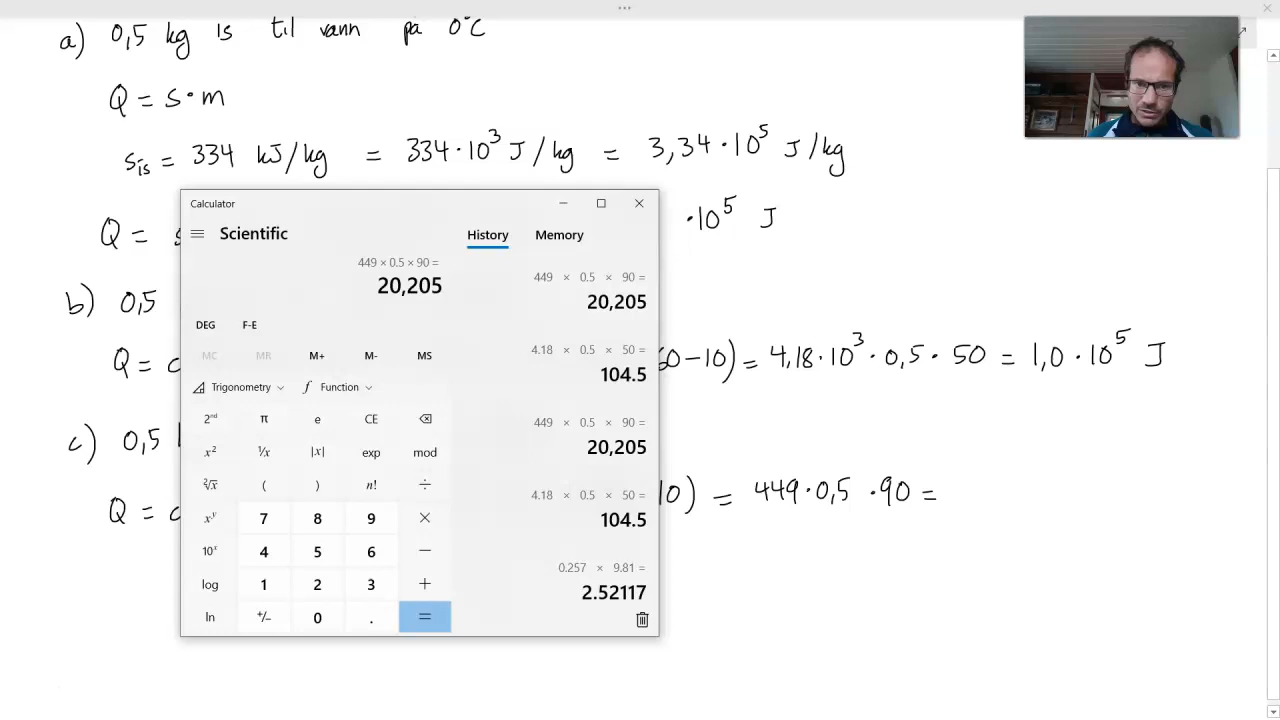 a) 0,5 kg is til vann på 0°C
Q = s·m
s_is = 334 kJ/kg = 334·10³ J/kg = 3,34·10⁵ J/kg
Q = ·10⁵ J
b) 0,5
Q = c 60-10) = 4,18·10³·0,5·50 = 1,0·10⁵ J
c) 0,5
Q = c 10) = 449·0,5·90 =
Calculator
Scientific
449 × 0.5 × 90 =
20,205
DEG F-E
MC MR M+ M- MS
Trigonometry Function
2ⁿᵈ π e CE
x² ¹/x |x| exp mod
²√x ( ) n! ÷
xʸ 7 8 9 ×
10ˣ 4 5 6 −
log 1 2 3 +
ln +/− 0 . =
History Memory
449 × 0.5 × 90 =
20,205
4.18 × 0.5 × 50 =
104.5
449 × 0.5 × 90 =
20,205
4.18 × 0.5 × 50 =
104.5
0.257 × 9.81 =
2.52117